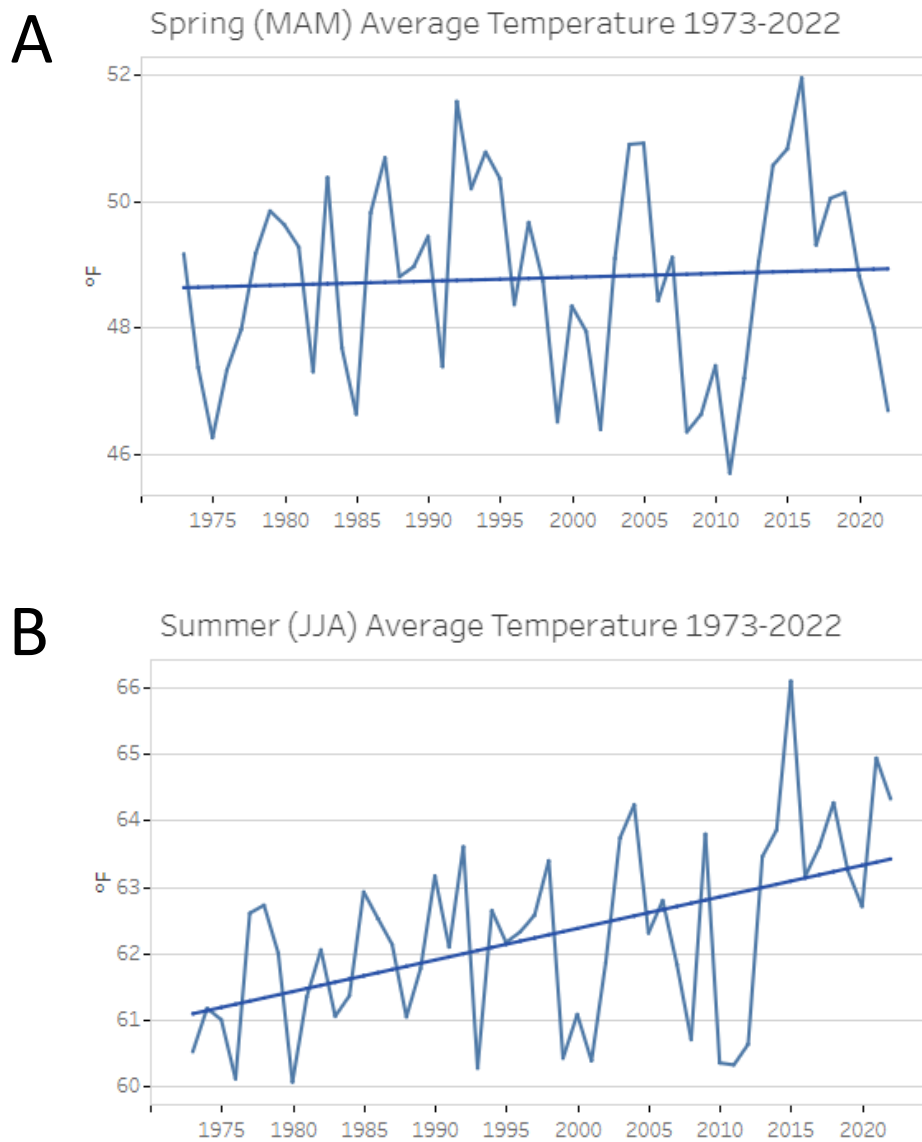 A
Spring (MAM) Average Temperature 1973-2022
52
50
48
46
°F
1975 1980 1985 1990 1995 2000 2005 2010 2015 2020
B
Summer (JJA) Average Temperature 1973-2022
66
65
64
63
62
61
60
°F
1975 1980 1985 1990 1995 2000 2005 2010 2015 2020